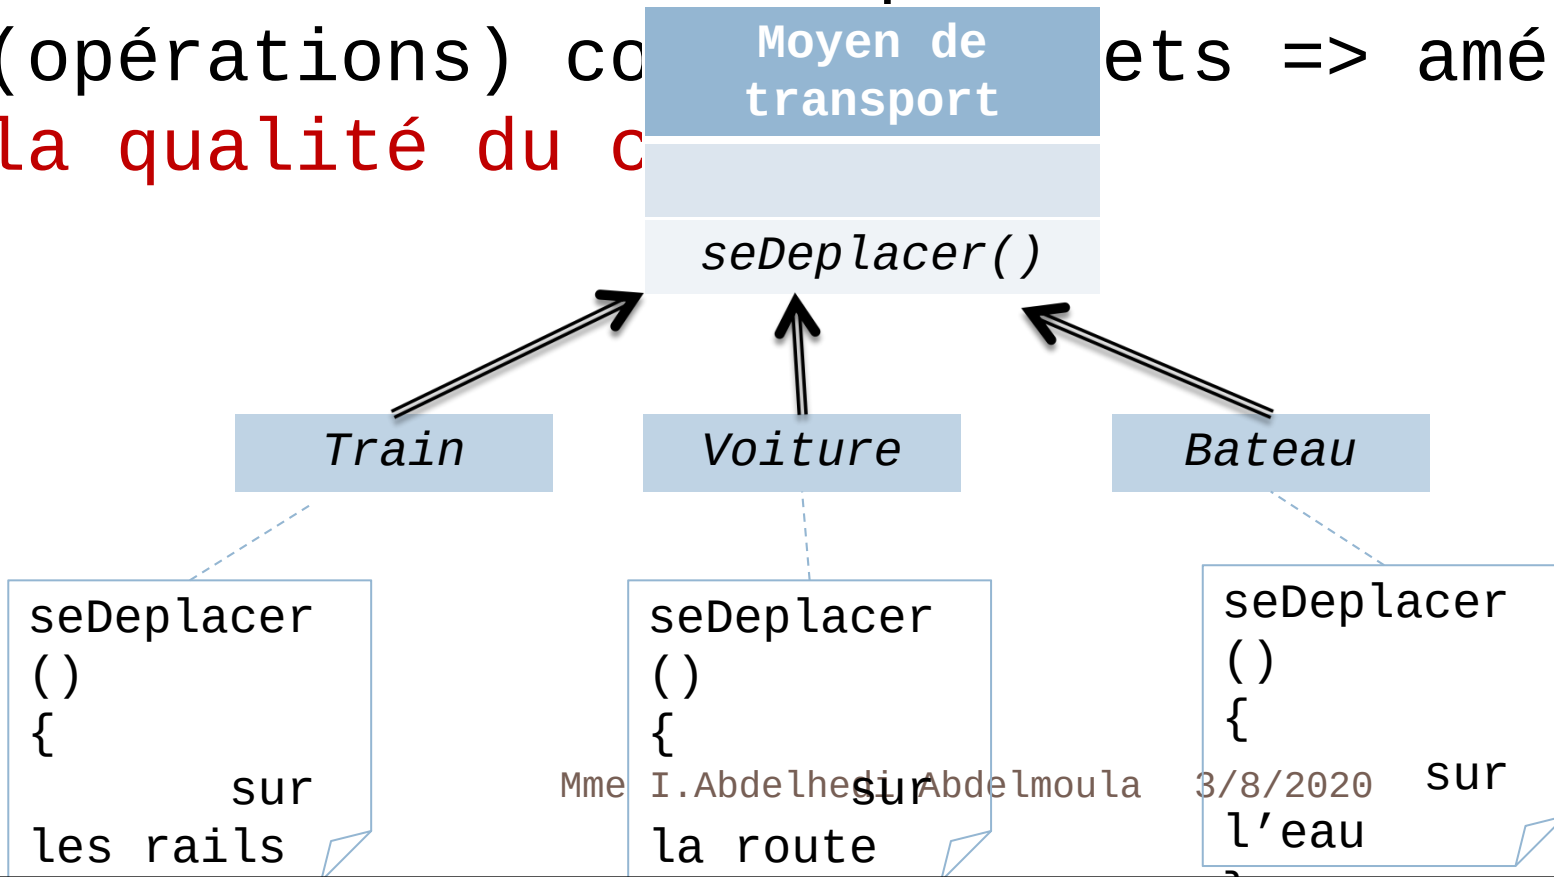 (opérations) co
ets => amé
la qualité du
Moyen de
transport
seDeplacer()
Train
Voiture
Bateau
seDeplacer
()
{
sur
les rails
seDeplacer
()
{
sur
la route
seDeplacer
()
{
sur
l’eau
Mme I.Abdelhedi Abdelmoula 3/8/2020